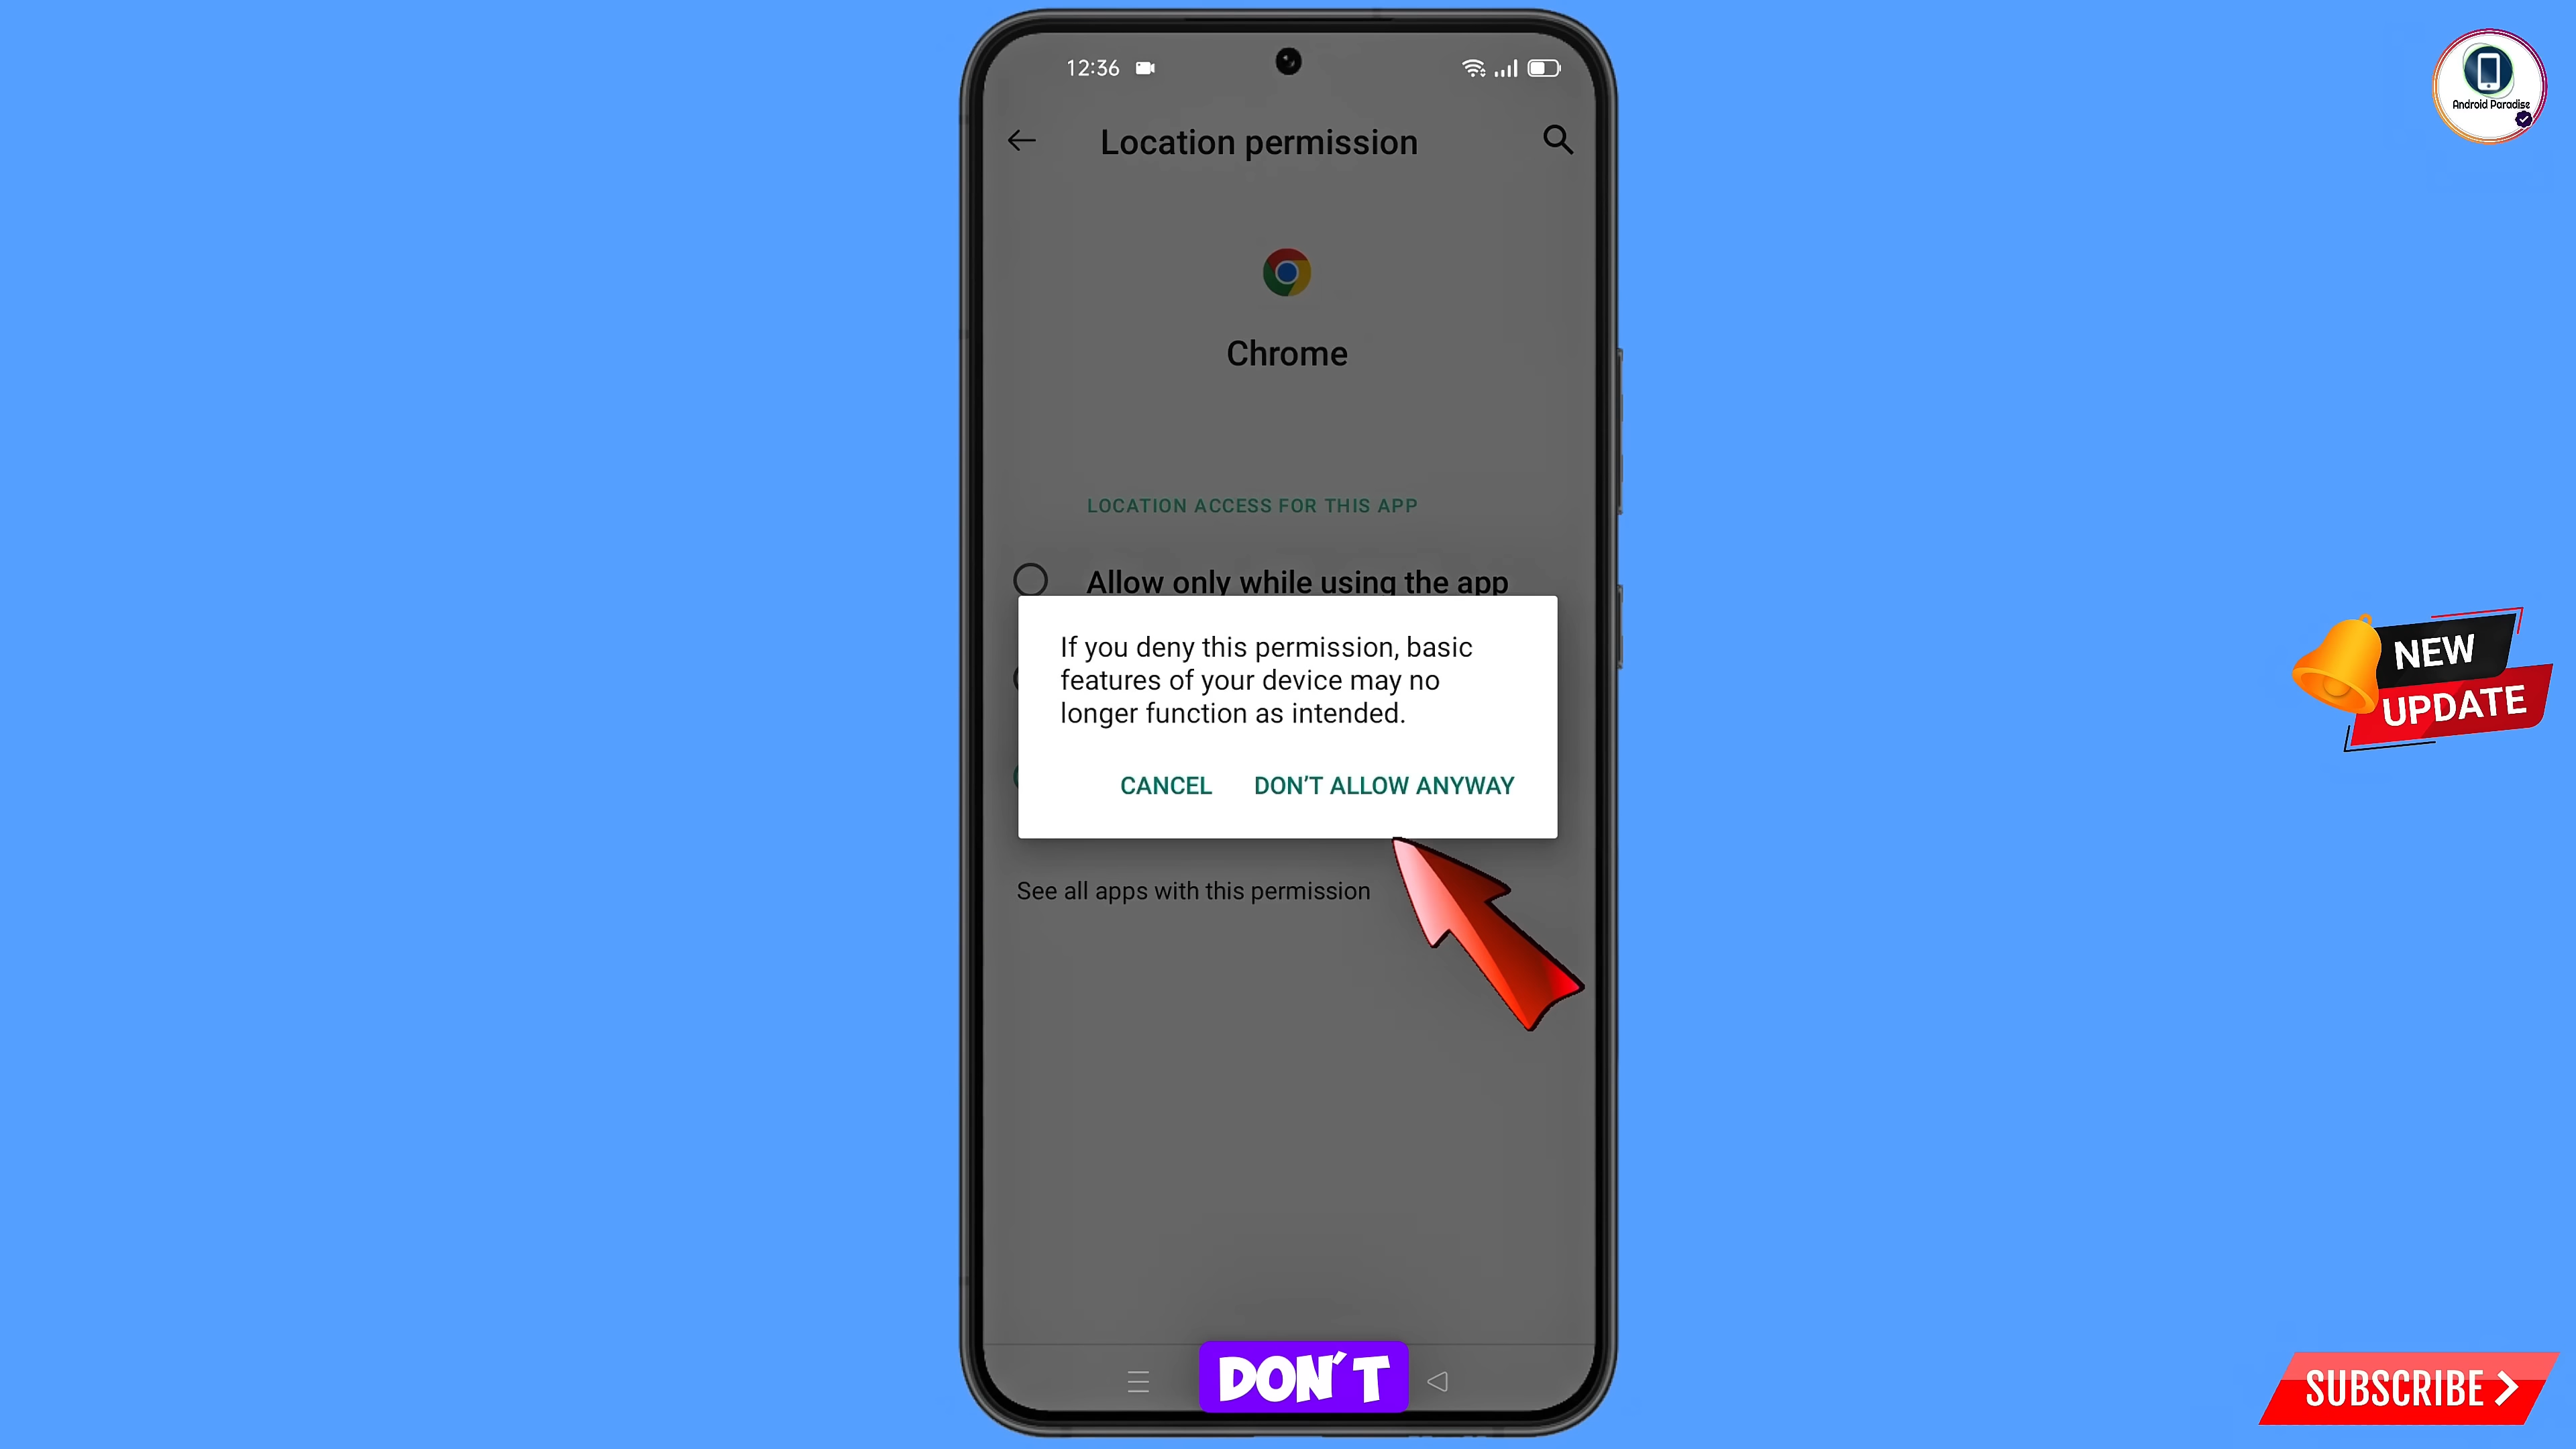 12:36
Android Paradise
Location permission
Chrome
LOCATION ACCESS FOR THIS APP
Allow only while using the app
If you deny this permission, basic
features of your device may no
longer function as intended.
CANCEL DON'T ALLOW ANYWAY
See all apps with this permission
NEW
UPDATE
DON'T
SUBSCRIBE